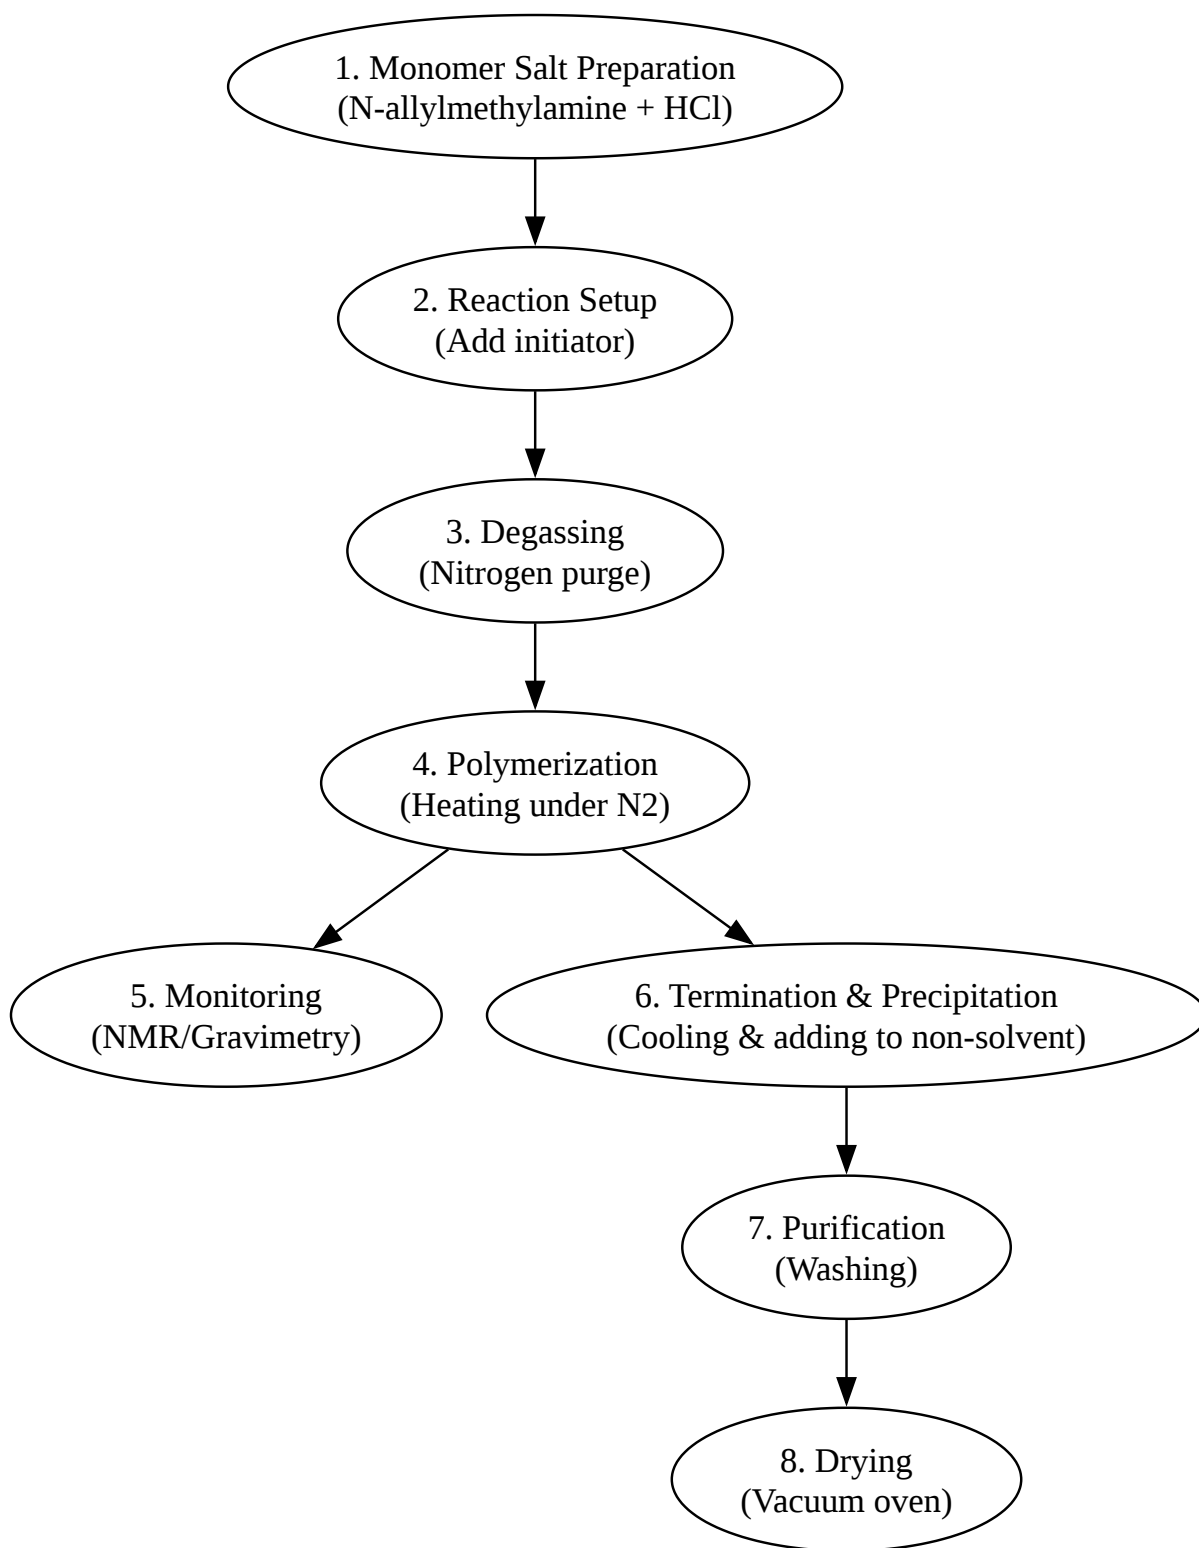 1. Monomer Salt Preparation
(N-allylmethylamine + HCl)
2. Reaction Setup
(Add initiator)
3. Degassing
(Nitrogen purge)
4. Polymerization
(Heating under N2)
5. Monitoring
(NMR/Gravimetry)
6. Termination & Precipitation
(Cooling & adding to non-solvent)
7. Purification
(Washing)
8. Drying
(Vacuum oven)